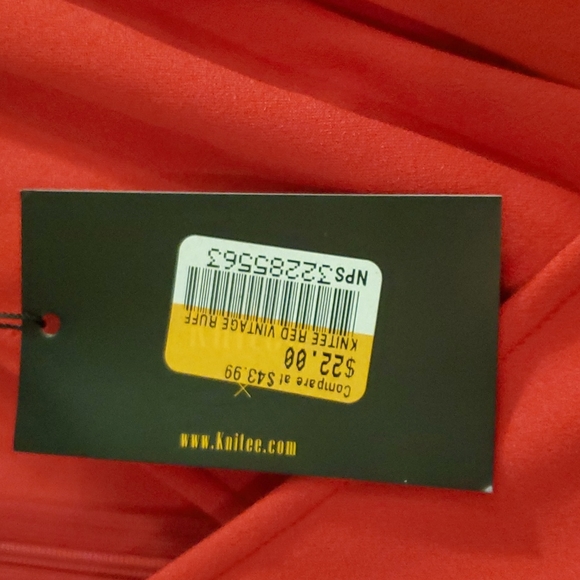 NPS32285563
KNITEE RED VINTAGE RUFF
$22.00
Compare at $43.99
www.Knitee.com